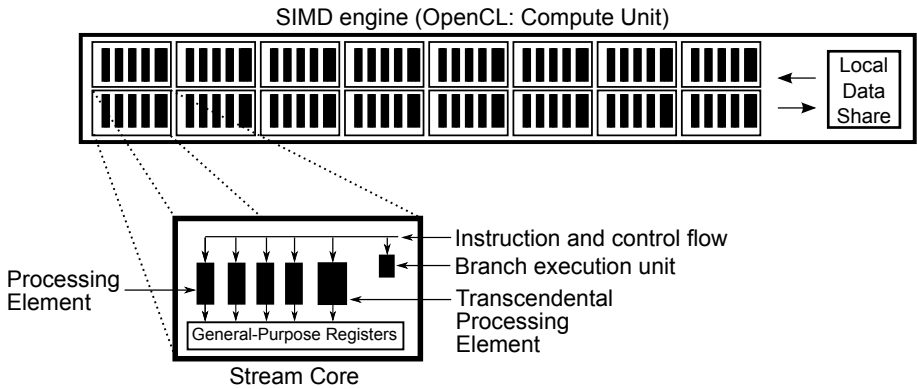 SIMD engine (OpenCL: Compute Unit)
Local
Data
Share
Instruction and control flow
Branch execution unit
Processing
Element
Transcendental
Processing
Element
General-Purpose Registers
Stream Core